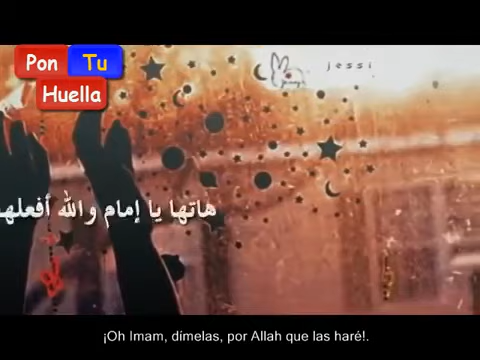 Pon Tu
Huella
jessi
هاتها يا إمام والله أفعلها
¡Oh Imam, dímelas, por Allah que las haré!.